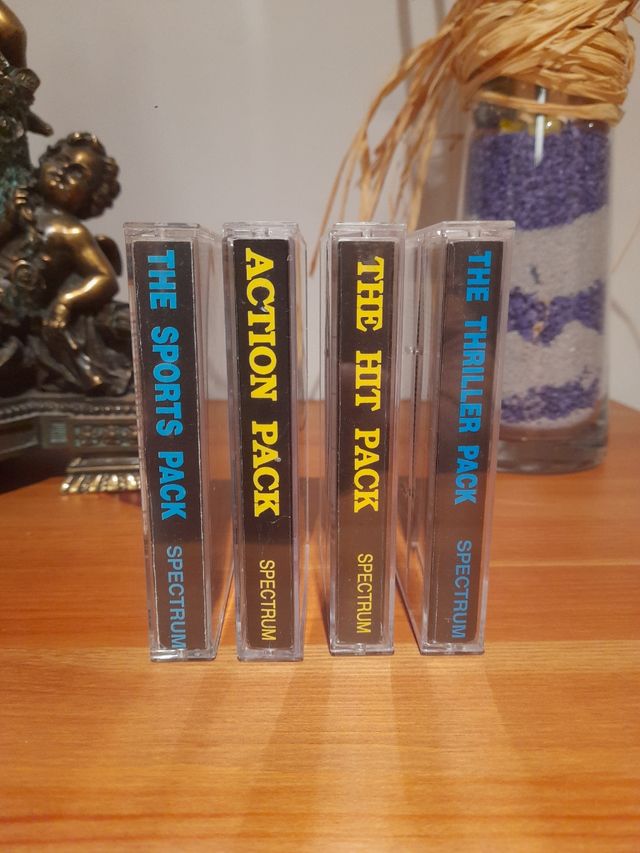 THE SPORTS PACK SPECTRUM
ACTION PACK SPECTRUM
THE HIT PACK SPECTRUM
THE THRILLER PACK SPECTRUM